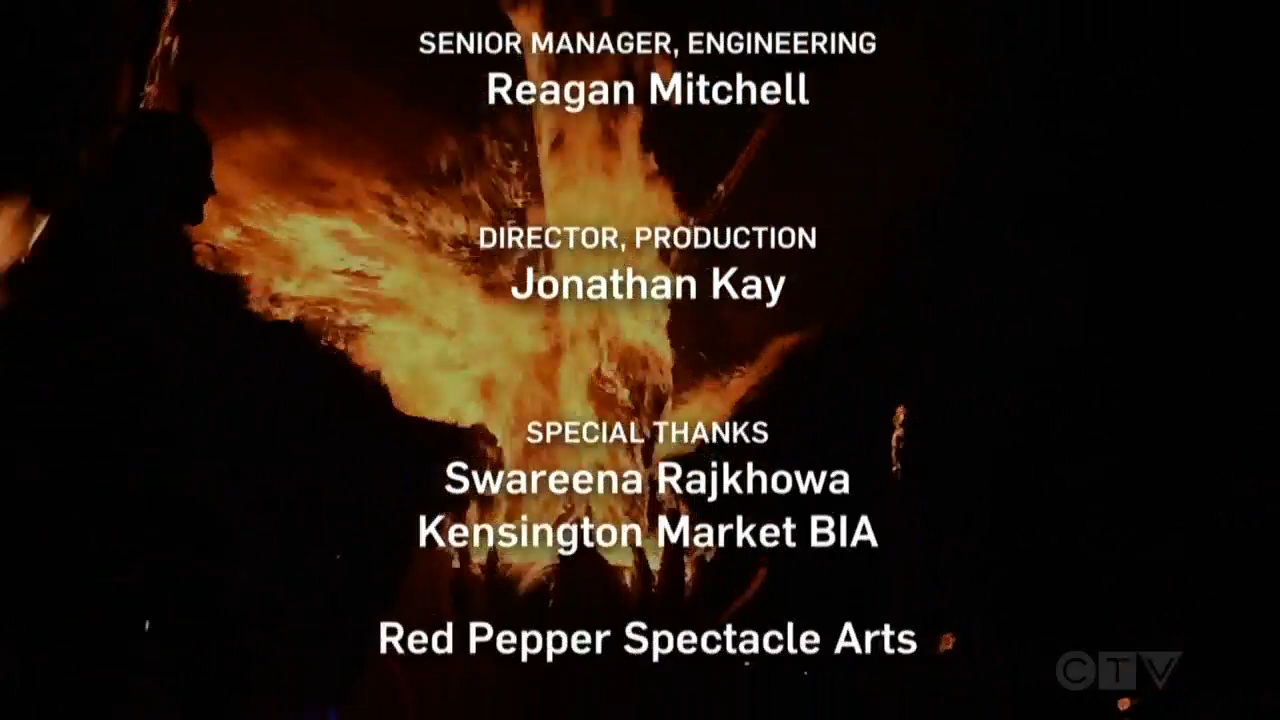 SENIOR MANAGER, ENGINEERING
Reagan Mitchell
DIRECTOR, PRODUCTION
Jonathan Kay
SPECIAL THANKS
Swareena Rajkhowa
Kensington Market BIA
Red Pepper Spectacle Arts
CTV